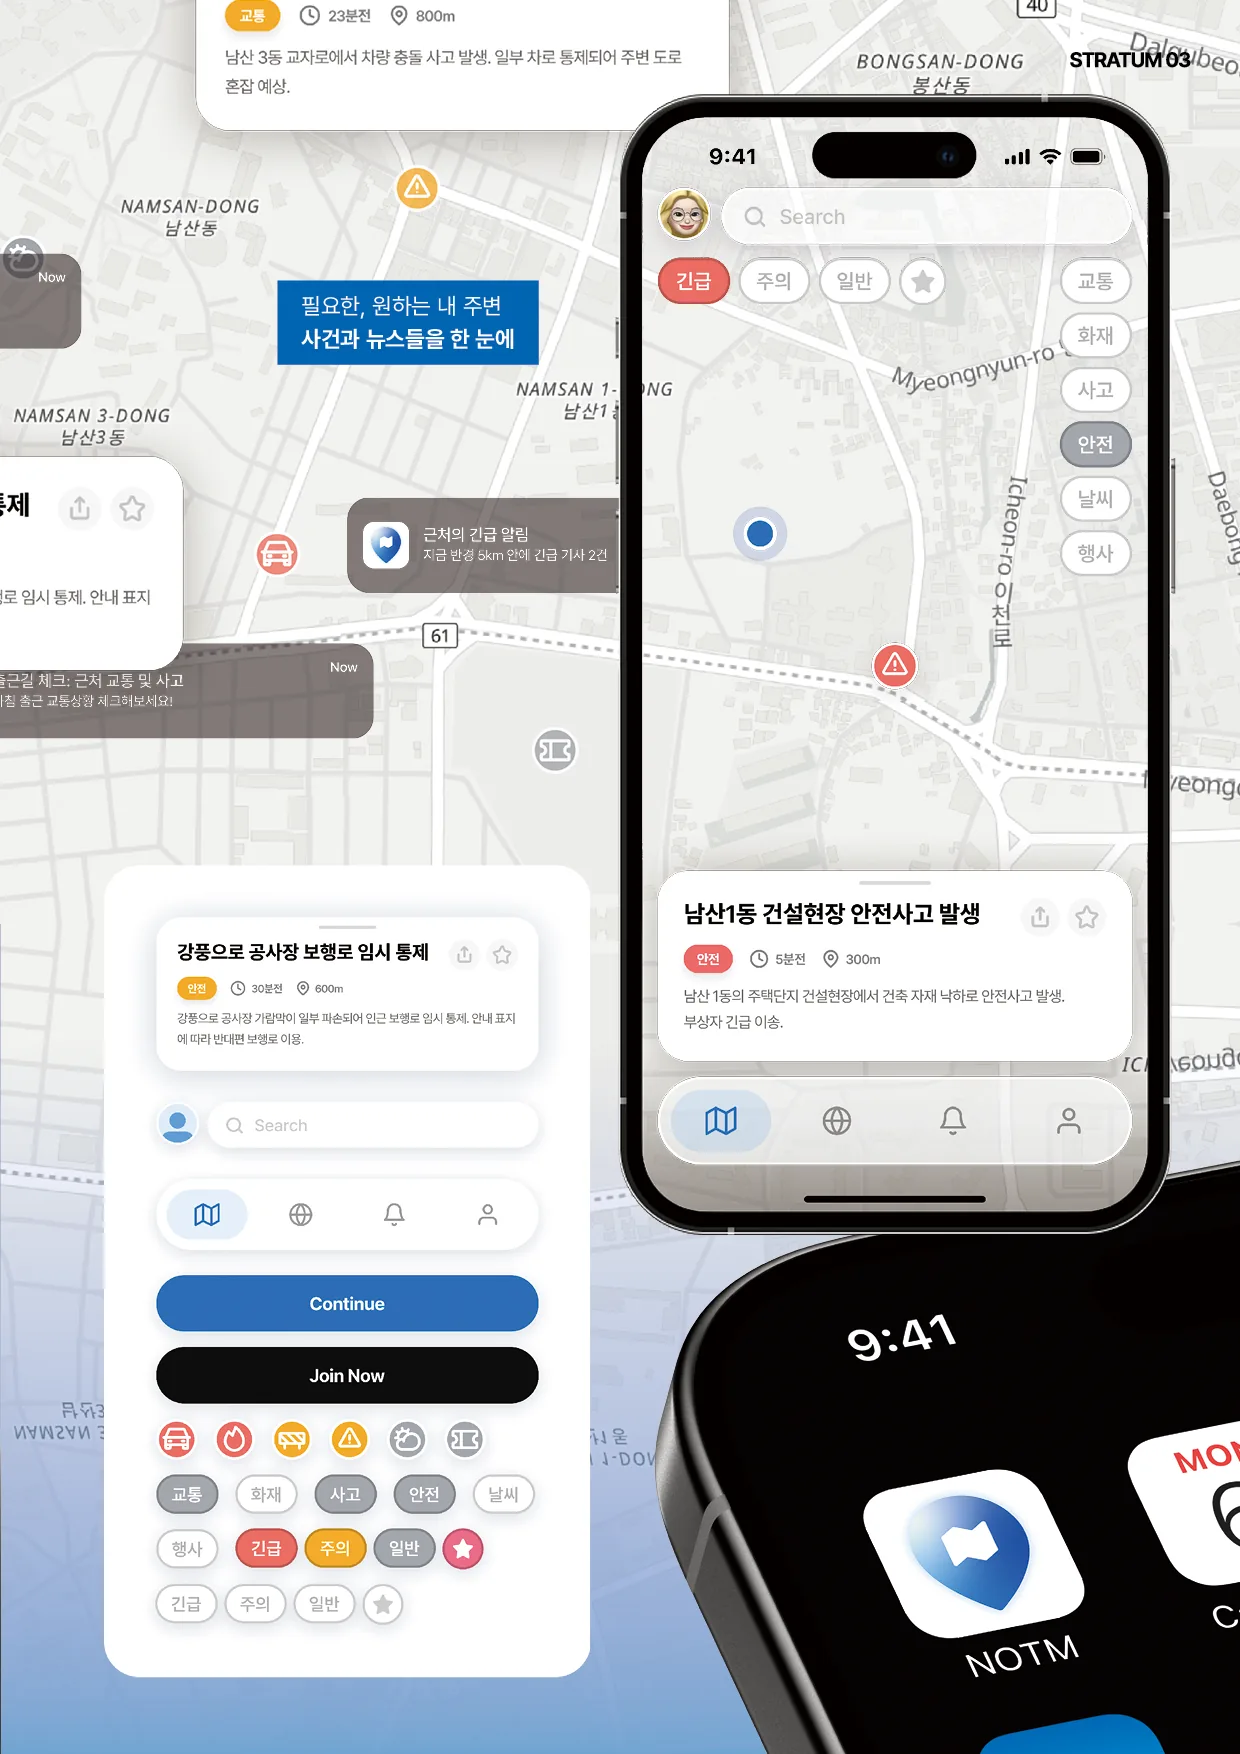 교통 23분전 800m
남산 3동 교차로에서 차량 충돌 사고 발생. 일부 차로 통제되어 주변 도로
혼잡 예상.
40
STRATUM 03
BONGSAN-DONG
봉산동
NAMSAN-DONG
남산동
Now
필요한, 원하는 내 주변
사건과 뉴스들을 한 눈에
NAMSAN 3-DONG
남산3동
통제
로 임시 통제. 안내 표지
Now
출근길 체크: 근처 교통 및 사고
아침 출근 교통상황 체크해보세요!
근처의 긴급 알림
지금 반경 5km 안에 긴급 기사 2건
61
9:41
Search
긴급 주의 일반
교통
화재
사고
안전
날씨
행사
Myeongnyun-ro
Icheon-ro 이천로
남산1동 건설현장 안전사고 발생
안전 5분전 300m
남산 1동의 주택단지 건설현장에서 건축 자재 낙하로 안전사고 발생.
부상자 긴급 이송.
강풍으로 공사장 보행로 임시 통제
안전 30분전 600m
강풍으로 공사장 가림막이 일부 파손되어 인근 보행로 임시 통제. 안내 표지
에 따라 반대편 보행로 이용.
Search
Continue
Join Now
교통 화재 사고 안전 날씨
행사 긴급 주의 일반
긴급 주의 일반
9:41
NOTM